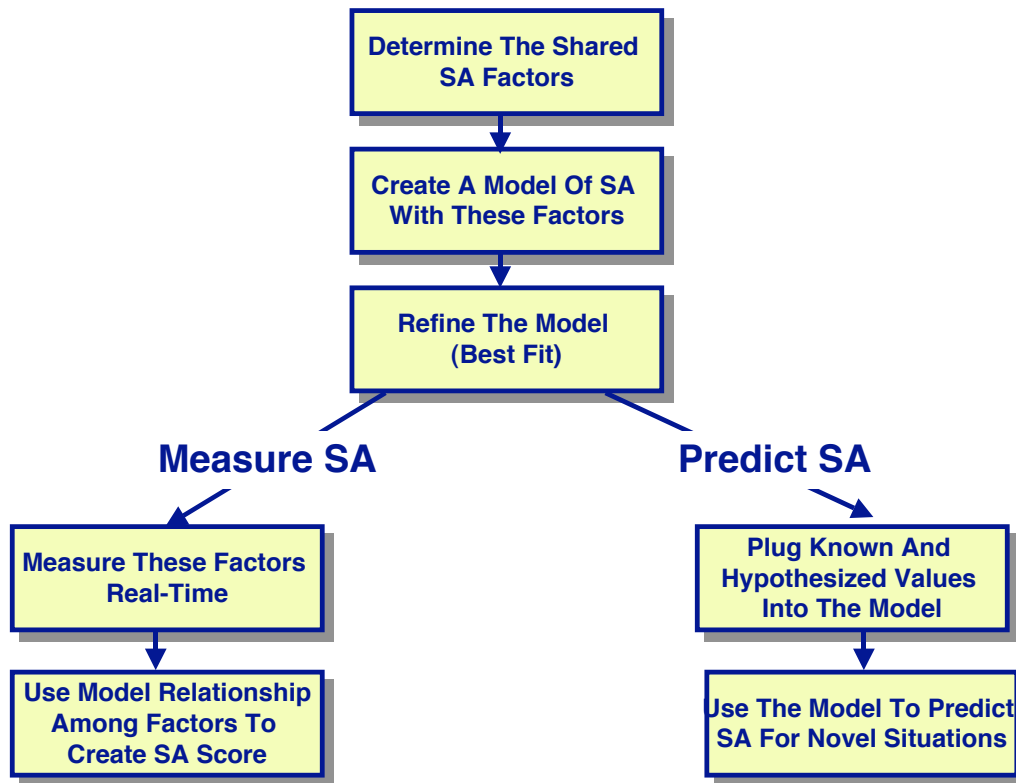 Determine The Shared
SA Factors
Create A Model Of SA
With These Factors
Refine The Model
(Best Fit)
Measure SA
Predict SA
Measure These Factors
Real-Time
Plug Known And
Hypothesized Values
Into The Model
Use Model Relationship
Among Factors To
Create SA Score
Use The Model To Predict
SA For Novel Situations